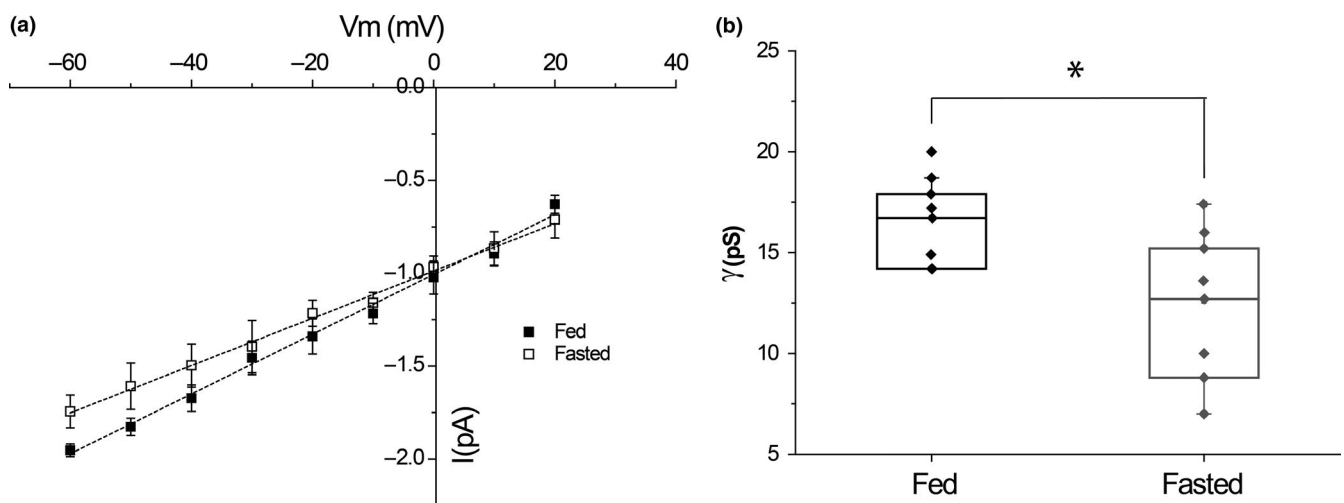 (a)
Vm (mV)
–60 –40 –20 0 20 40
0.0
–0.5
–1.0
–1.5
–2.0
I(pA)
Fed
Fasted
(b)
*
25
20
15
10
5
γ(pS)
Fed Fasted